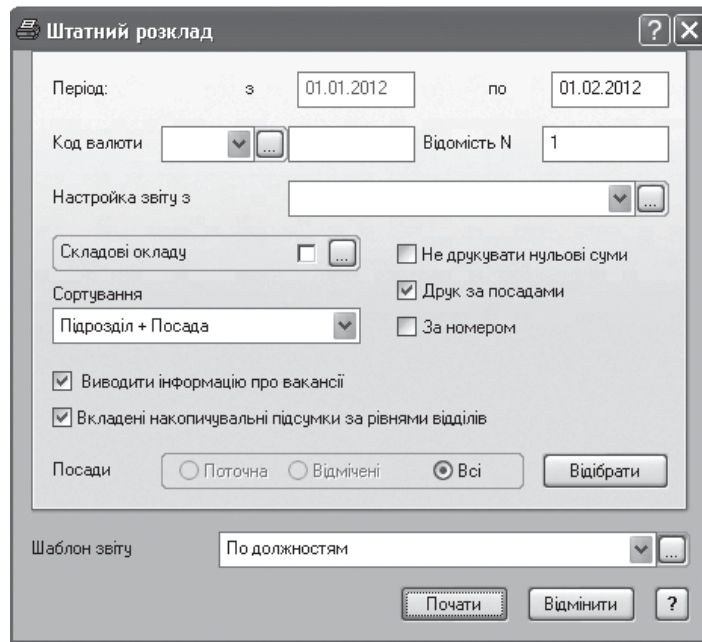 Штатний розклад ?
Період: з 01.01.2012 по 01.02.2012
Код валюти ... Відомість N 1
Настройка звіту з ...
Складові окладу ... Не друкувати нульові суми
Сортування Друк за посадами
Підрозділ + Посада За номером
Виводити інформацію про вакансії
Вкладені накопичувальні підсумки за рівнями відділів
Посади Поточна Відмічені Всі Відібрати
Шаблон звіту По должностям ...
Почати Відмінити ?